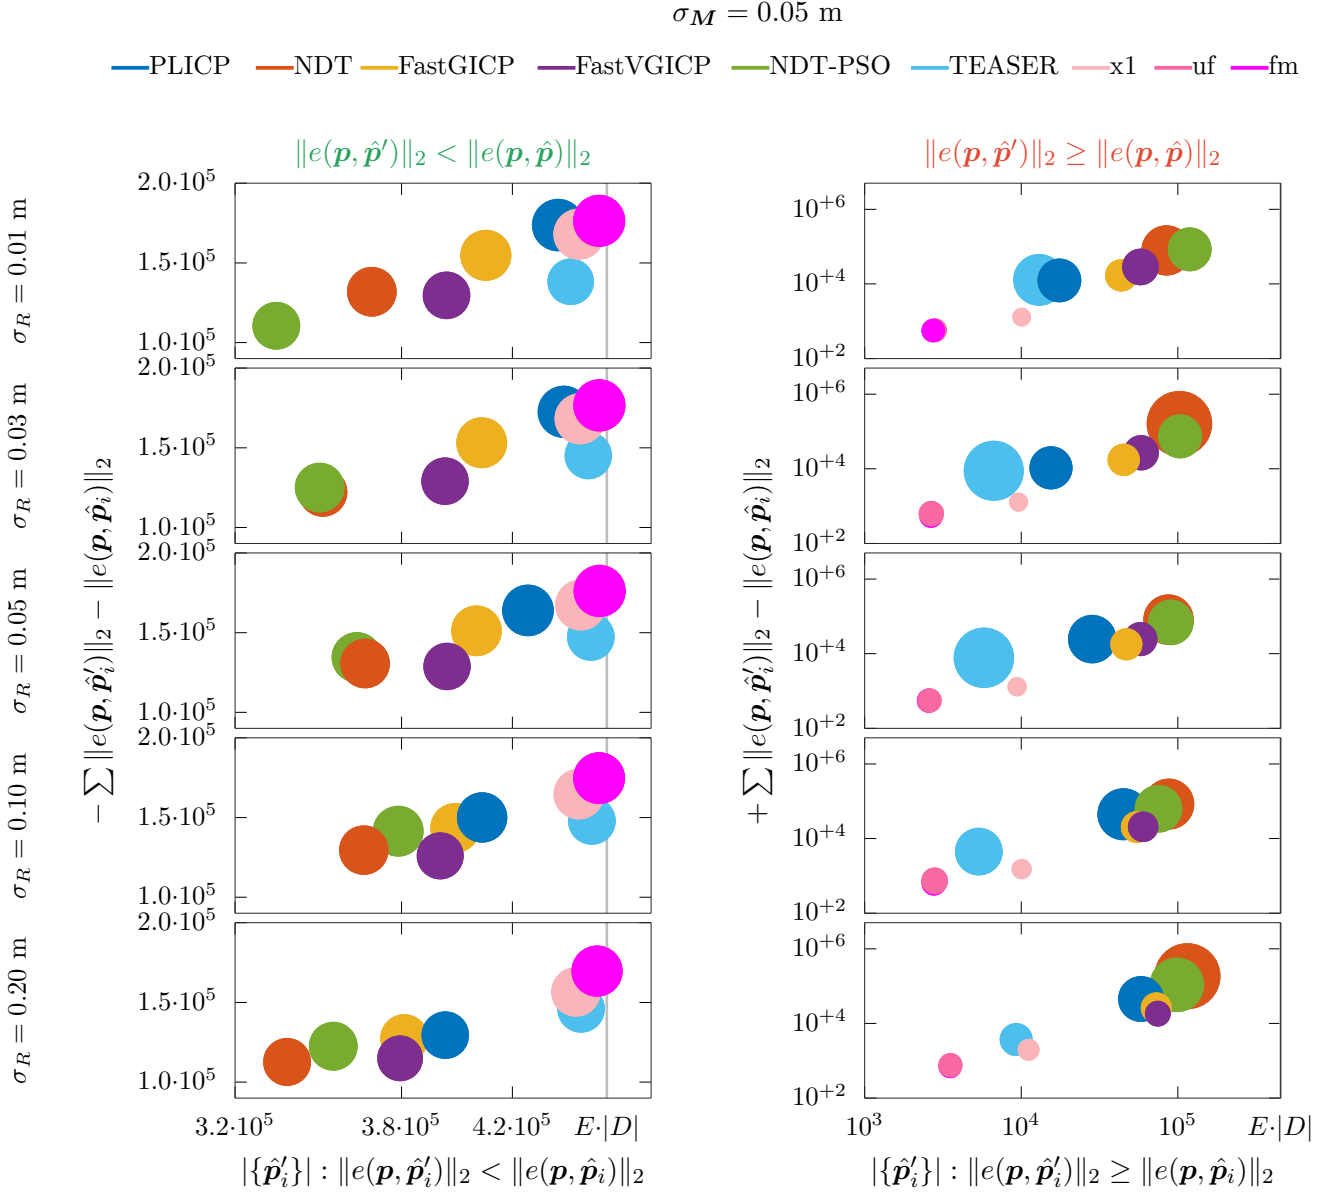 σ_M = 0.05 m
PLICP NDT FastGICP FastVGICP NDT-PSO TEASER x1 uf fm
‖e(p, p̂′)‖₂ < ‖e(p, p̂)‖₂
‖e(p, p̂′)‖₂ ≥ ‖e(p, p̂)‖₂
σ_R = 0.01 m
σ_R = 0.03 m
σ_R = 0.05 m
σ_R = 0.10 m
σ_R = 0.20 m
− ∑ ‖e(p, p̂′ᵢ)‖₂ − ‖e(p, p̂ᵢ)‖₂
2.0·10⁵
1.5·10⁵
1.0·10⁵
2.0·10⁵
1.5·10⁵
1.0·10⁵
2.0·10⁵
1.5·10⁵
1.0·10⁵
2.0·10⁵
1.5·10⁵
1.0·10⁵
2.0·10⁵
1.5·10⁵
1.0·10⁵
3.2·10⁵ 3.8·10⁵ 4.2·10⁵ E·|D|
|{p̂′ᵢ}| : ‖e(p, p̂′ᵢ)‖₂ < ‖e(p, p̂ᵢ)‖₂
+ ∑ ‖e(p, p̂′ᵢ)‖₂ − ‖e(p, p̂ᵢ)‖₂
10⁺⁶
10⁺⁴
10⁺²
10⁺⁶
10⁺⁴
10⁺²
10⁺⁶
10⁺⁴
10⁺²
10⁺⁶
10⁺⁴
10⁺²
10⁺⁶
10⁺⁴
10⁺²
10³ 10⁴ 10⁵ E·|D|
|{p̂′ᵢ}| : ‖e(p, p̂′ᵢ)‖₂ ≥ ‖e(p, p̂ᵢ)‖₂